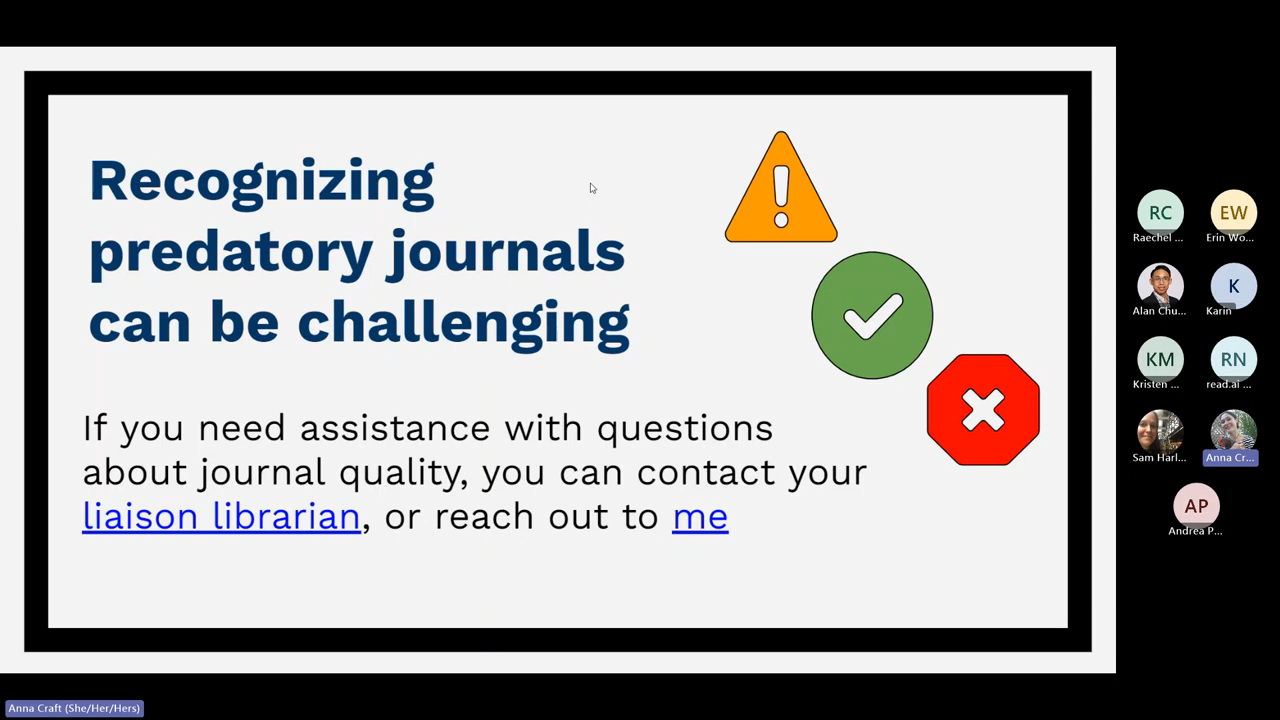 Recognizing
predatory journals
can be challenging
If you need assistance with questions
about journal quality, you can contact your
liaison librarian, or reach out to me
RC
Raechel ...
EW
Erin Wo...
Alan Chu...
K
Karin
KM
Kristen ...
RN
read.ai ...
Sam Harl...
Anna Cr...
AP
Andrea P...
Anna Craft (She/Her/Hers)